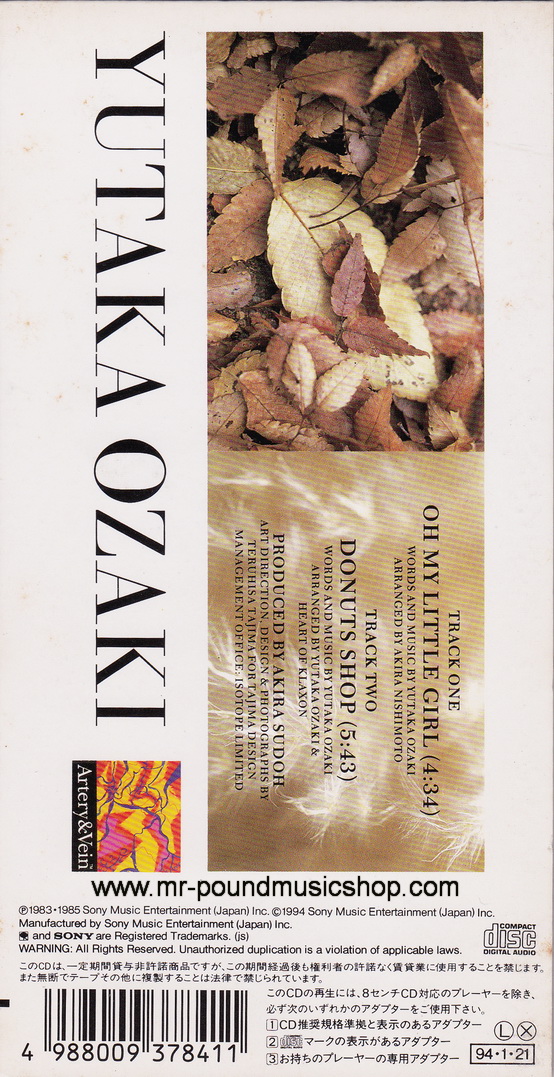 YUTAKA OZAKI
TRACK ONE
OH MY LITTLE GIRL (4:34)
WORDS AND MUSIC BY YUTAKA OZAKI
ARRANGED BY AKIRA NISHIMOTO
TRACK TWO
DONUTS SHOP (5:43)
WORDS AND MUSIC BY YUTAKA OZAKI
ARRANGED BY YUTAKA OZAKI &
HEART OF KLAXON
PRODUCED BY AKIRA SUDOH
ART DIRECTION, DESIGN & PHOTOGRAPHS BY
TERUHISA TAJIMA FOR TAJIMA DESIGN
MANAGEMENT OFFICE: ISOTOPE LIMITED
Artery&Vein™
www.mr-poundmusicshop.com
℗1983•1985 Sony Music Entertainment (Japan) Inc. ©1994 Sony Music Entertainment (Japan) Inc.
Manufactured by Sony Music Entertainment (Japan) Inc.
and SONY are Registered Trademarks. (js)
WARNING: All Rights Reserved. Unauthorized duplication is a violation of applicable laws.
COMPACT
disc
DIGITAL AUDIO
このCDは、一定期間貸与非許諾商品ですが、この期間経過後も権利者の許諾なく賃貸業に使用することを禁じます。
また無断でテープその他に複製することは法律で禁じられています。
このCDの再生には、8センチCD対応のプレーヤーを除き、
必ず次のいずれかのアダプターをご使用下さい。
1 CD推奨規格準拠と表示のあるアダプター
2 disc マークの表示があるアダプター
3 お持ちのプレーヤーの専用アダプター
L X
94•1•21
4 988009 378411